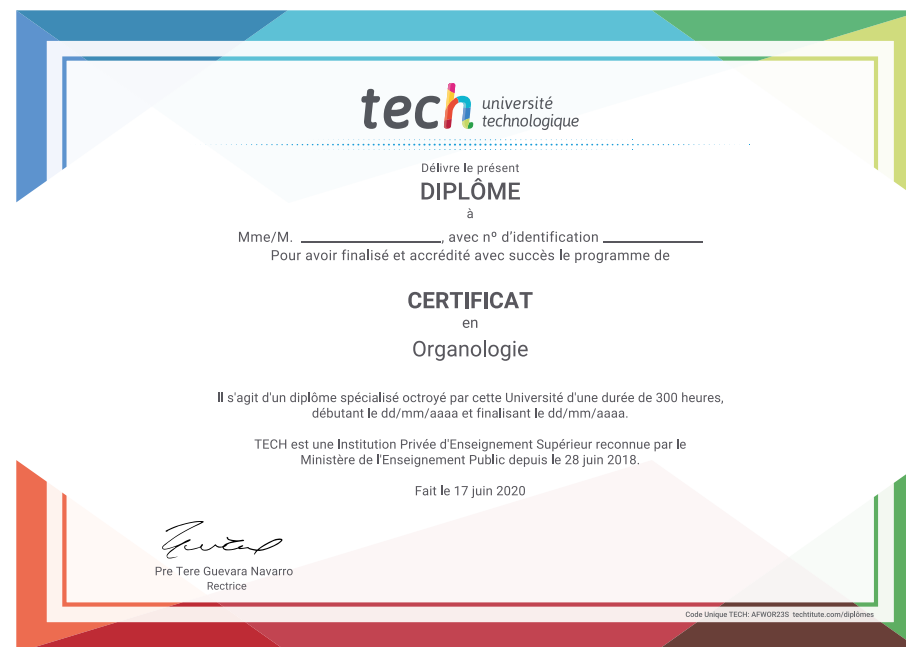 tech université
technologique
Délivre le présent
DIPLÔME
à
Mme/M. ____________________, avec nº d'identification ______________
Pour avoir finalisé et accrédité avec succès le programme de
CERTIFICAT
en
Organologie
Il s'agit d'un diplôme spécialisé octroyé par cette Université d'une durée de 300 heures,
débutant le dd/mm/aaaa et finalisant le dd/mm/aaaa.
TECH est une Institution Privée d'Enseignement Supérieur reconnue par le
Ministère de l'Enseignement Public depuis le 28 juin 2018.
Fait le 17 juin 2020
Pre Tere Guevara Navarro
Rectrice
Code Unique TECH: AFWOR23S techtitute.com/diplômes